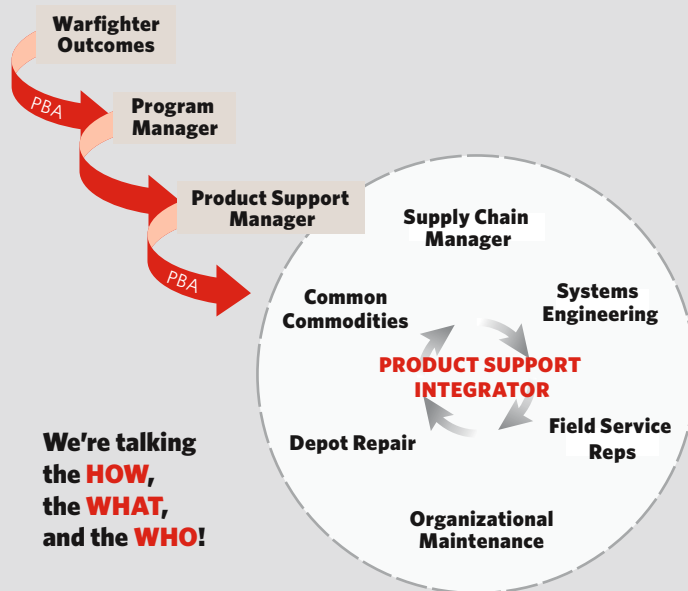 Warfighter
Outcomes
PBA
Program
Manager
Product Support
Manager
PBA
Supply Chain
Manager
Common
Commodities
Systems
Engineering
PRODUCT SUPPORT
INTEGRATOR
Depot Repair
Field Service
Reps
Organizational
Maintenance
We're talking
the HOW,
the WHAT,
and the WHO!